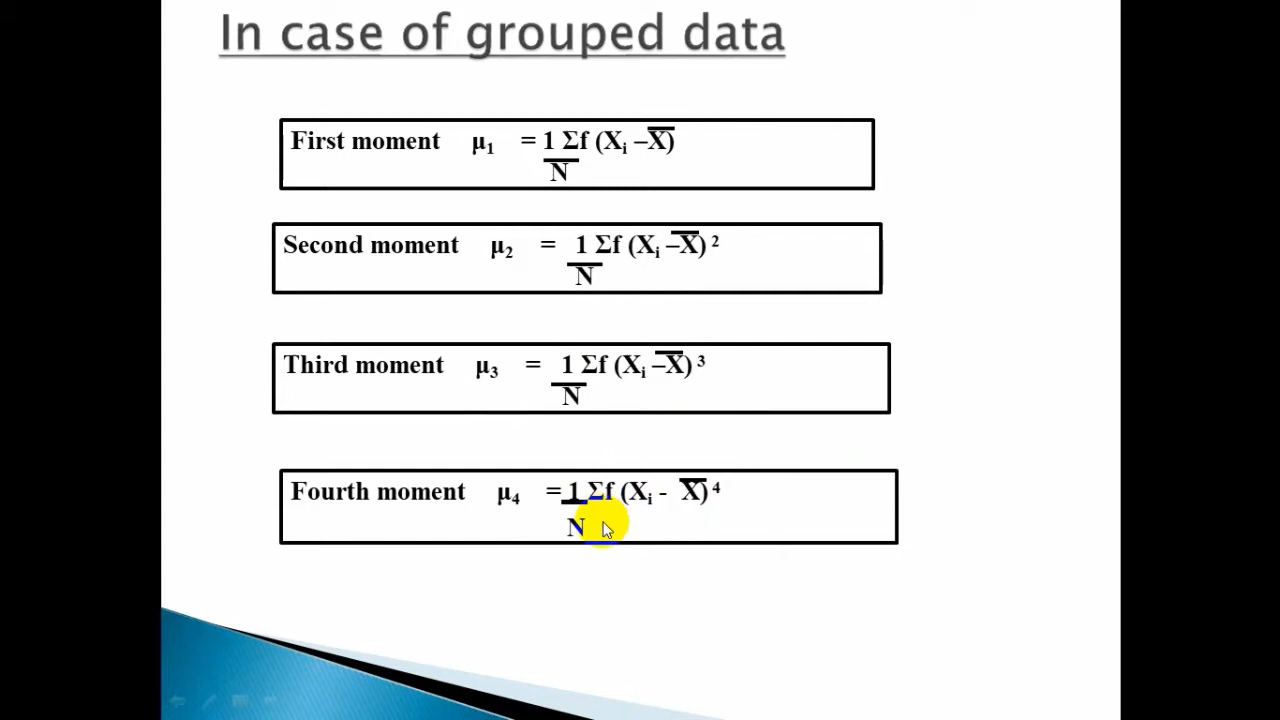 In case of grouped data
First moment μ₁ = 1 Σf (Xᵢ –X̅)
N
Second moment μ₂ = 1 Σf (Xᵢ –X̅) ²
N
Third moment μ₃ = 1 Σf (Xᵢ –X̅) ³
N
Fourth moment μ₄ = 1 Σf (Xᵢ - X̅) ⁴
N